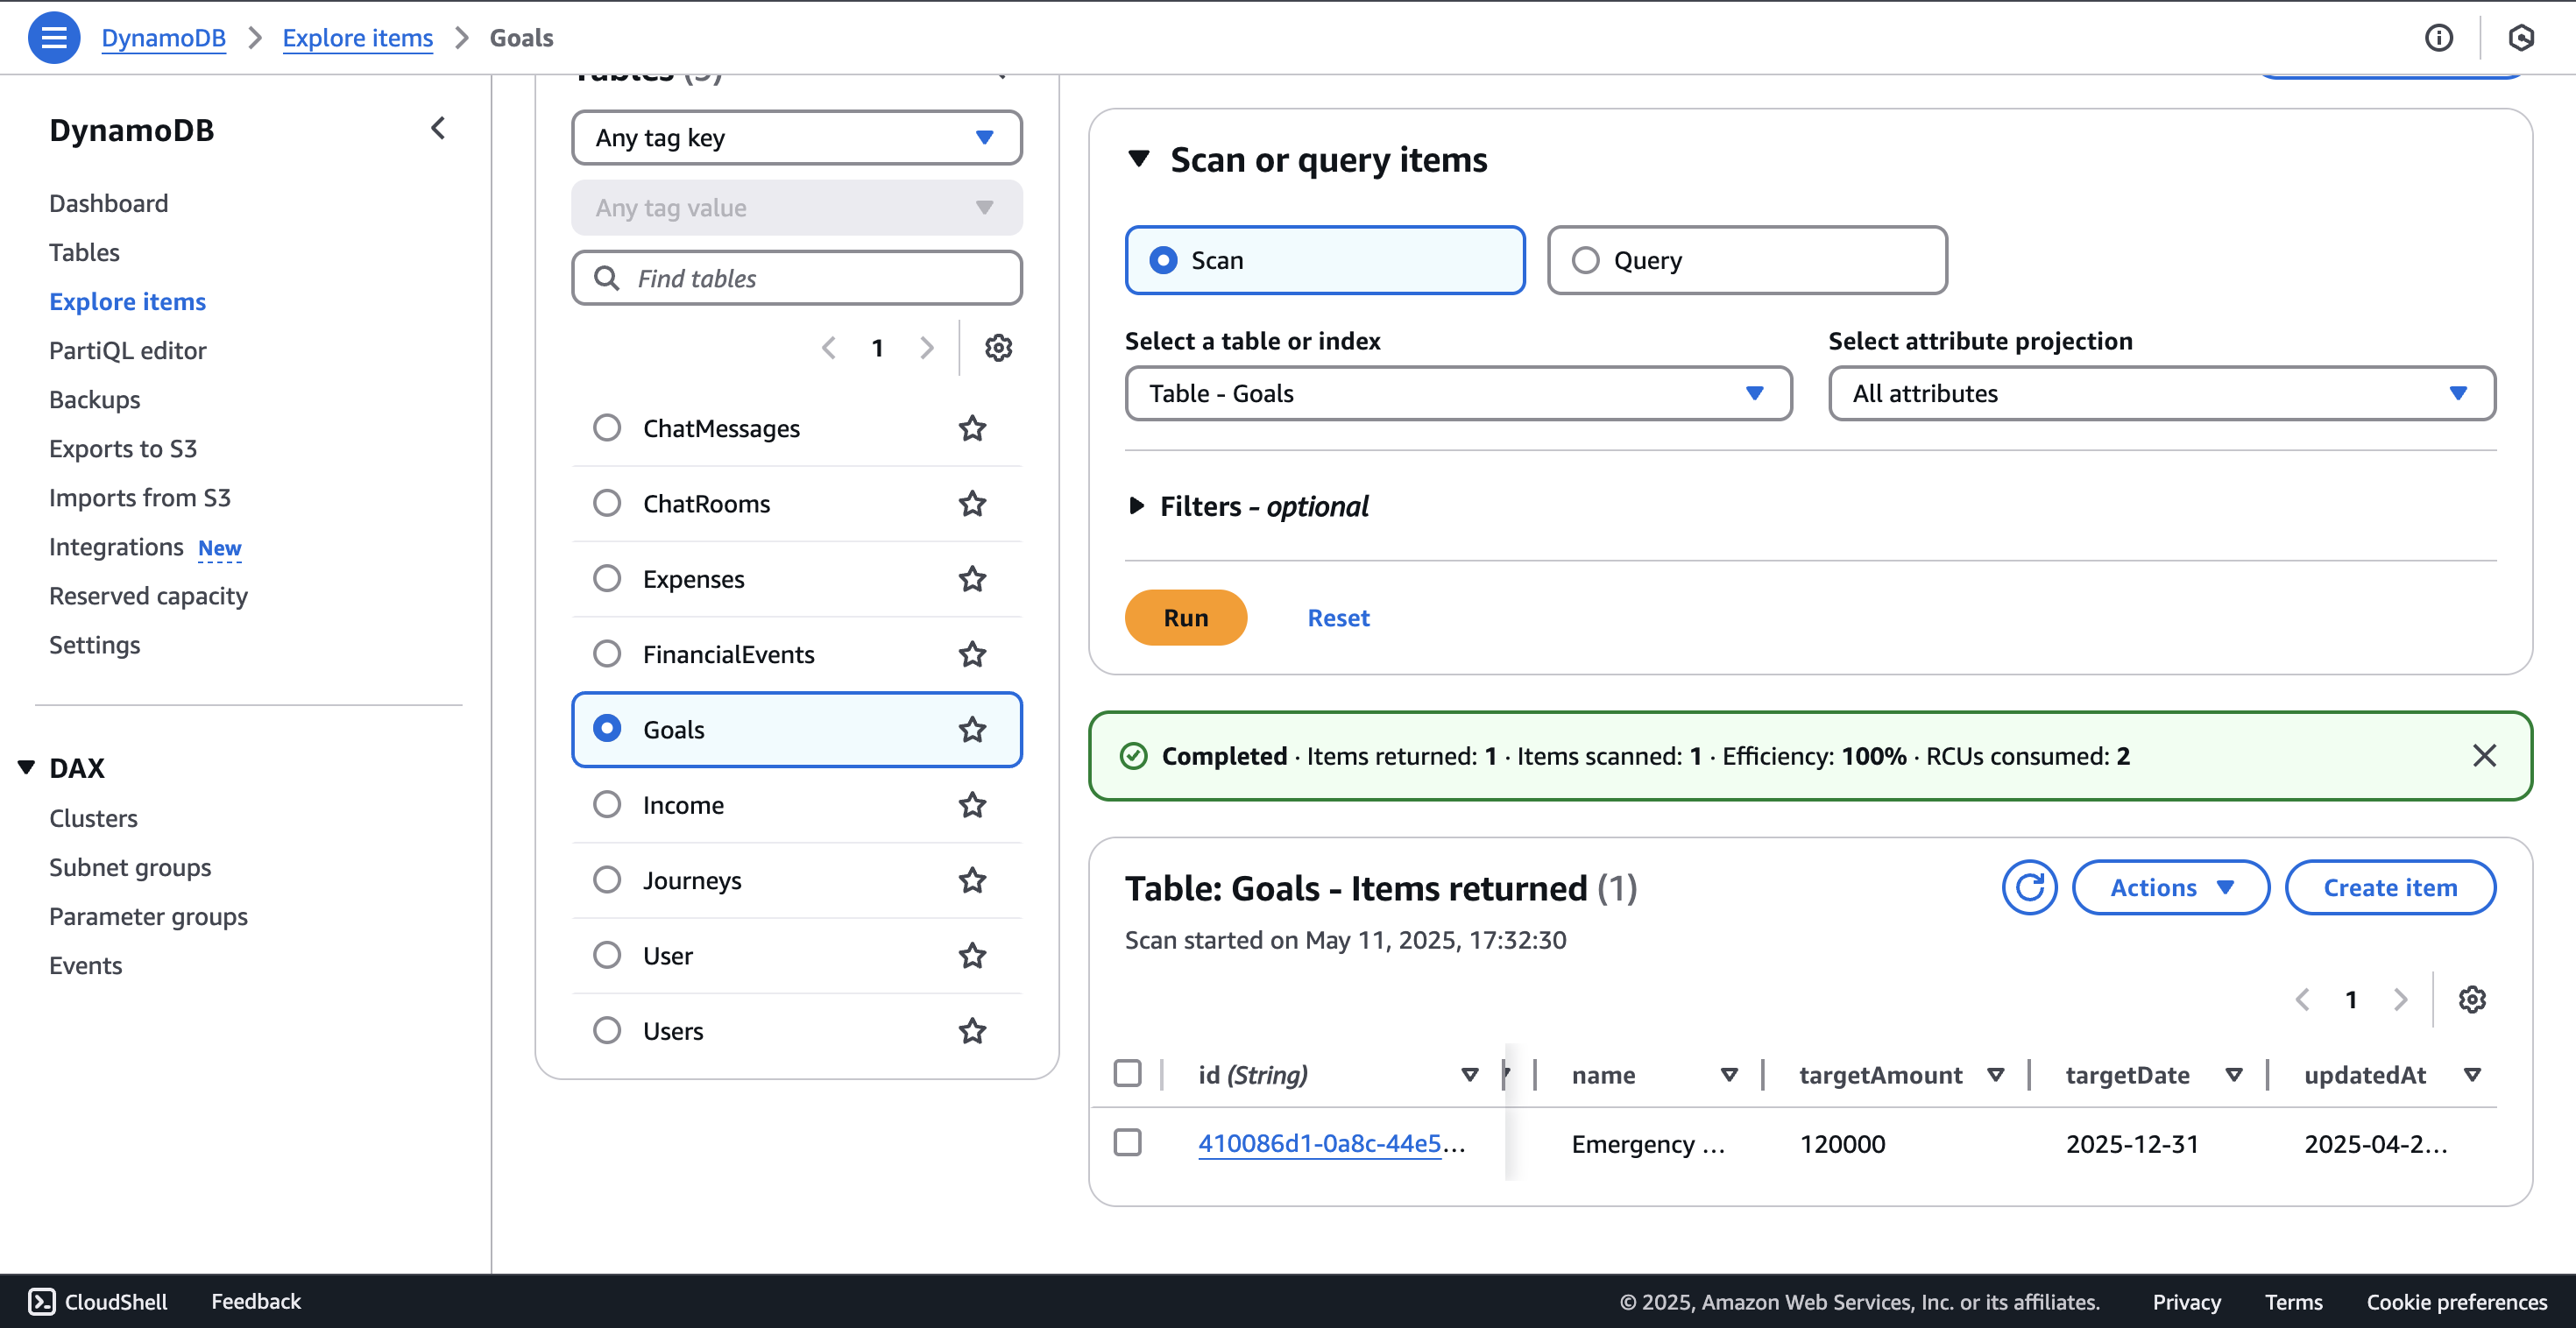 DynamoDB > Explore items > Goals
DynamoDB
Dashboard
Tables
Explore items
PartiQL editor
Backups
Exports to S3
Imports from S3
Integrations New
Reserved capacity
Settings
DAX
Clusters
Subnet groups
Parameter groups
Events
Tables (9)
Any tag key
Any tag value
Find tables
1
ChatMessages
ChatRooms
Expenses
FinancialEvents
Goals
Income
Journeys
User
Users
Scan or query items
Scan
Query
Select a table or index
Select attribute projection
Table - Goals
All attributes
Filters - optional
Run
Reset
Completed · Items returned: 1 · Items scanned: 1 · Efficiency: 100% · RCUs consumed: 2
Table: Goals - Items returned (1)
Actions
Create item
Scan started on May 11, 2025, 17:32:30
1
id (String)
name
targetAmount
targetDate
updatedAt
410086d1-0a8c-44e5…
Emergency …
120000
2025-12-31
2025-04-2…
CloudShell
Feedback
© 2025, Amazon Web Services, Inc. or its affiliates.
Privacy
Terms
Cookie preferences